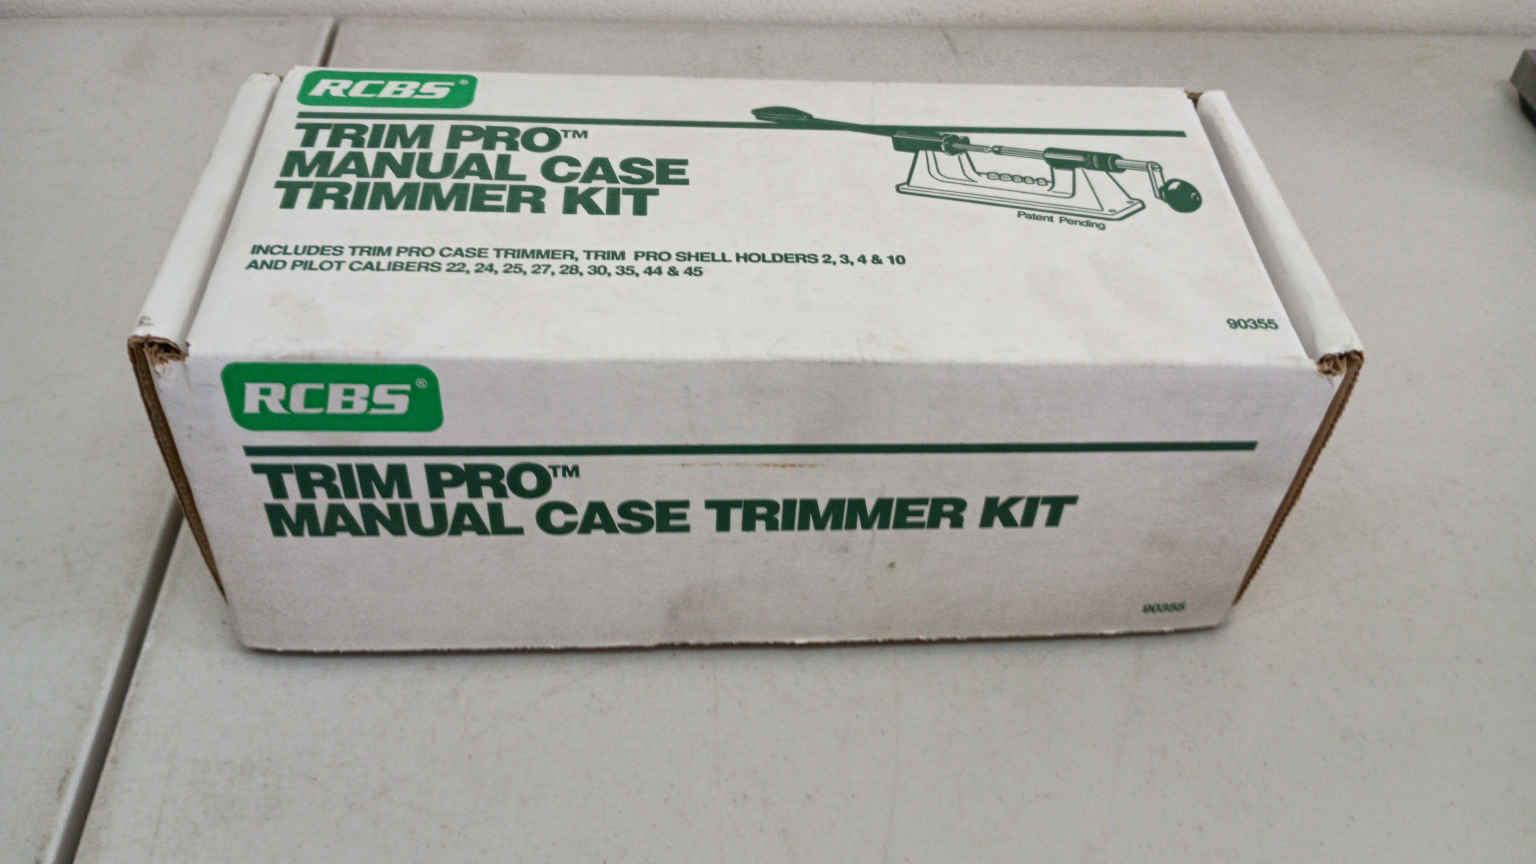 RCBS®
TRIM PRO™
MANUAL CASE
TRIMMER KIT
Patent Pending
INCLUDES TRIM PRO CASE TRIMMER, TRIM PRO SHELL HOLDERS 2, 3, 4 & 10
AND PILOT CALIBERS 22, 24, 25, 27, 28, 30, 35, 44 & 45
90355
RCBS®
TRIM PRO™
MANUAL CASE TRIMMER KIT
90355